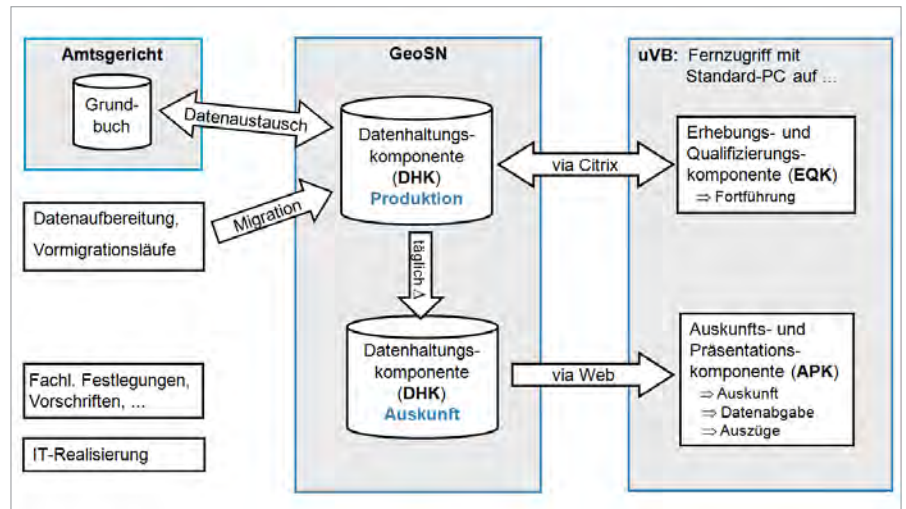 Amtsgericht
Grund-
buch
Datenaustausch
Datenaufbereitung,
Vormigrationsläufe
Migration
Fachl. Festlegungen,
Vorschriften, ...
IT-Realisierung
GeoSN
Datenhaltungs-
komponente
(DHK)
Produktion
täglich Δ
Datenhaltungs-
komponente
(DHK)
Auskunft
via Citrix
via Web
uVB: Fernzugriff mit
Standard-PC auf ...
Erhebungs- und
Qualifizierungs-
komponente (EQK)
⇒ Fortführung
Auskunfts- und
Präsentations-
komponente (APK)
⇒ Auskunft
⇒ Datenabgabe
⇒ Auszüge